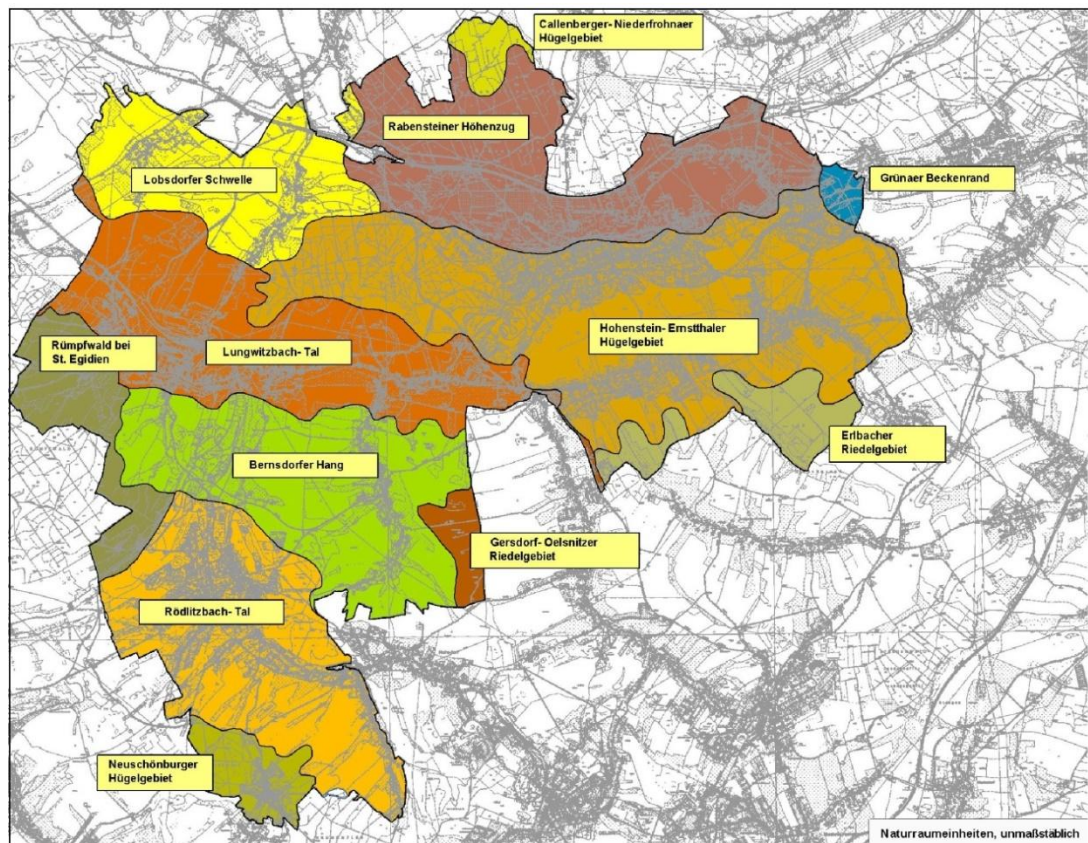 Callenberger- Niederfrohnaer
Hügelgebiet
Rabensteiner Höhenzug
Lobsdorfer Schwelle
Grünaer Beckenrand
Rümpfwald bei
St. Egidien
Lungwitzbach- Tal
Hohenstein- Ernstthaler
Hügelgebiet
Erlbacher
Riedelgebiet
Bernsdorfer Hang
Gersdorf- Oelsnitzer
Riedelgebiet
Rödlitzbach- Tal
Neuschönburger
Hügelgebiet
Naturraumeinheiten, unmaßstäblich